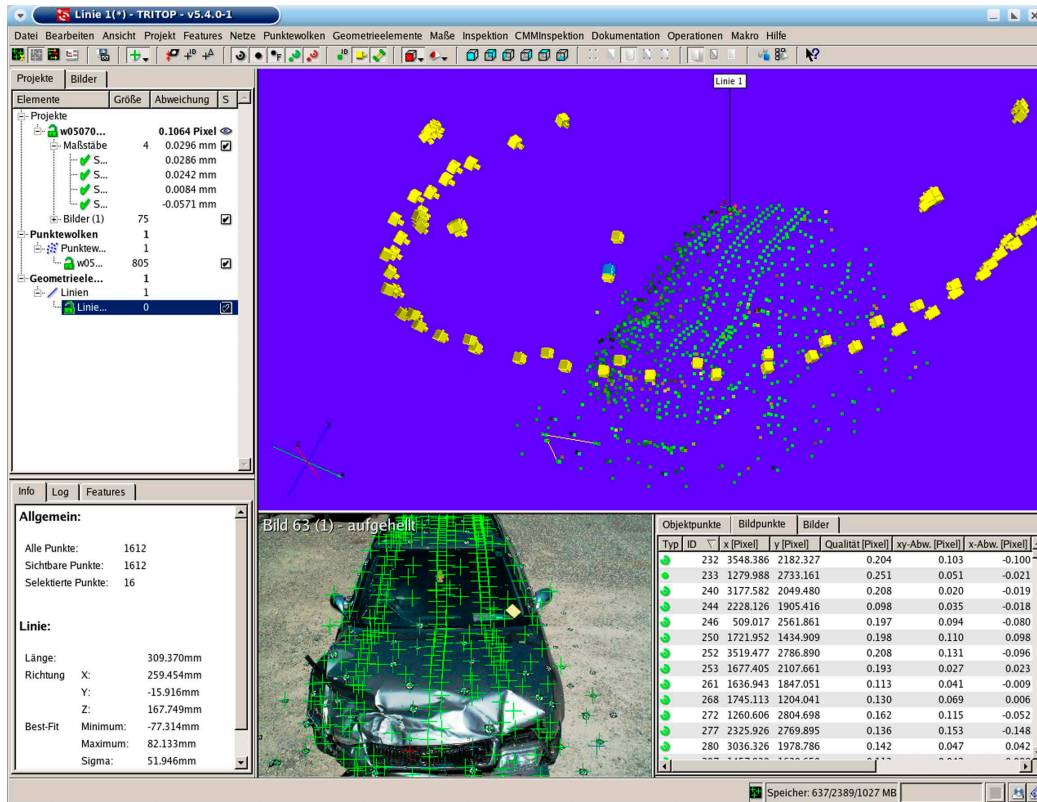 Linie 1(*) - TRITOP - v5.4.0-1
Datei Bearbeiten Ansicht Projekt Features Netze Punktewolken Geometrieelemente Maße Inspektion CMMInspektion Dokumentation Operationen Makro Hilfe
Projekte Bilder
Elemente Größe Abweichung S
Projekte
w05070... 0.1064 Pixel
Maßstäbe 4 0.0296 mm
S... 0.0286 mm
S... 0.0242 mm
S... 0.0084 mm
S... -0.0571 mm
Bilder (1) 75
Punktewolken 1
Punktew... 1
w05... 805
Geometrieele... 1
Linien 1
Linie... 0
Linie 1
Info Log Features
Allgemein:
Alle Punkte: 1612
Sichtbare Punkte: 1612
Selektierte Punkte: 16
Linie:
Länge: 309.370mm
Richtung X: 259.454mm
Y: -15.916mm
Z: 167.749mm
Best-Fit Minimum: -77.314mm
Maximum: 82.133mm
Sigma: 51.946mm
Bild 63 (1) - aufgehellt
Objektpunkte Bildpunkte Bilder
Typ ID x [Pixel] y [Pixel] Qualität [Pixel] xy-Abw. [Pixel] x-Abw. [Pixel]
232 3548.386 2182.327 0.204 0.103 -0.100
233 1279.988 2733.161 0.251 0.051 -0.021
240 3177.582 2049.480 0.208 0.020 -0.019
244 2228.126 1905.416 0.098 0.035 -0.018
246 509.017 2561.861 0.197 0.094 -0.080
250 1721.952 1434.909 0.198 0.110 0.098
252 3519.477 2786.890 0.208 0.131 -0.096
253 1677.405 2107.661 0.193 0.027 0.023
261 1636.943 1847.051 0.113 0.041 -0.009
268 1745.113 1204.041 0.130 0.069 0.006
272 1260.606 2804.698 0.162 0.115 -0.052
277 2325.926 2769.895 0.136 0.153 -0.148
280 3036.326 1978.786 0.142 0.047 0.042
Speicher: 637/2389/1027 MB